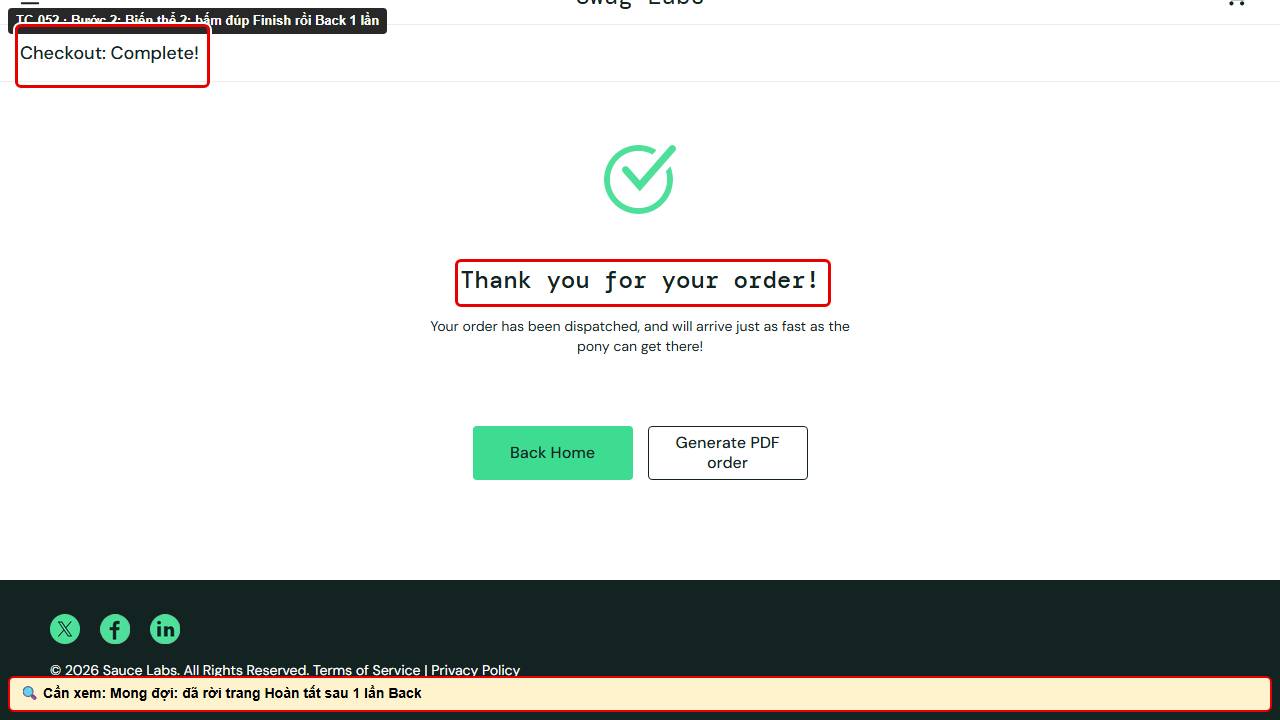 Swag Labs
TC_052 · Bước 2: Biến thể 2: bấm đúp Finish rồi Back 1 lần
Checkout: Complete!
Thank you for your order!
Your order has been dispatched, and will arrive just as fast as the
pony can get there!
Back Home
Generate PDF
order
© 2026 Sauce Labs. All Rights Reserved. Terms of Service | Privacy Policy
🔍 Cần xem: Mong đợi: đã rời trang Hoàn tất sau 1 lần Back